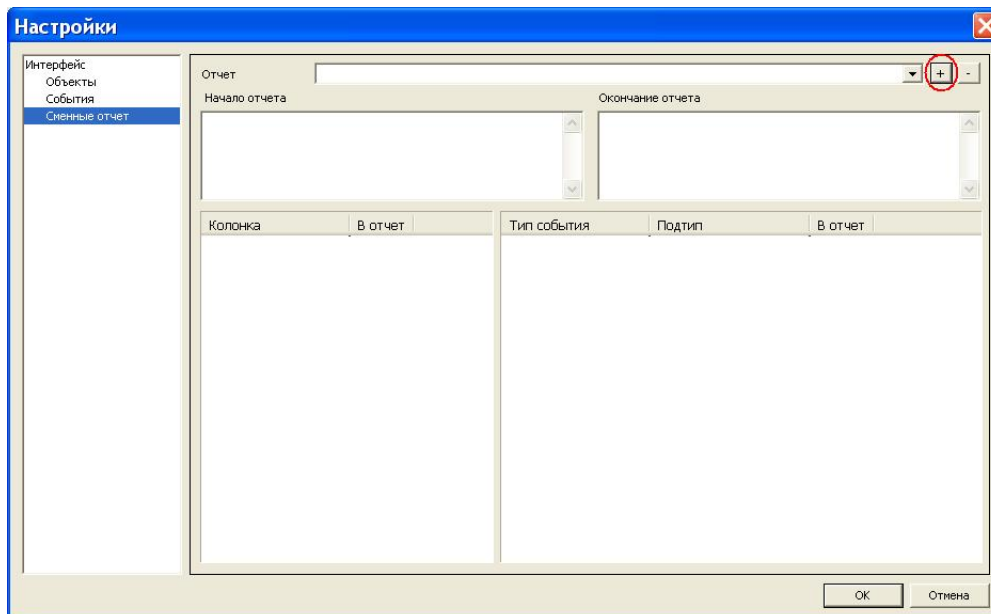 Настройки
Интерфейс
Объекты
События
Сменные отчет
Отчет
+ -
Начало отчета Окончание отчета
Колонка В отчет Тип события Подтип В отчет
OK Отмена